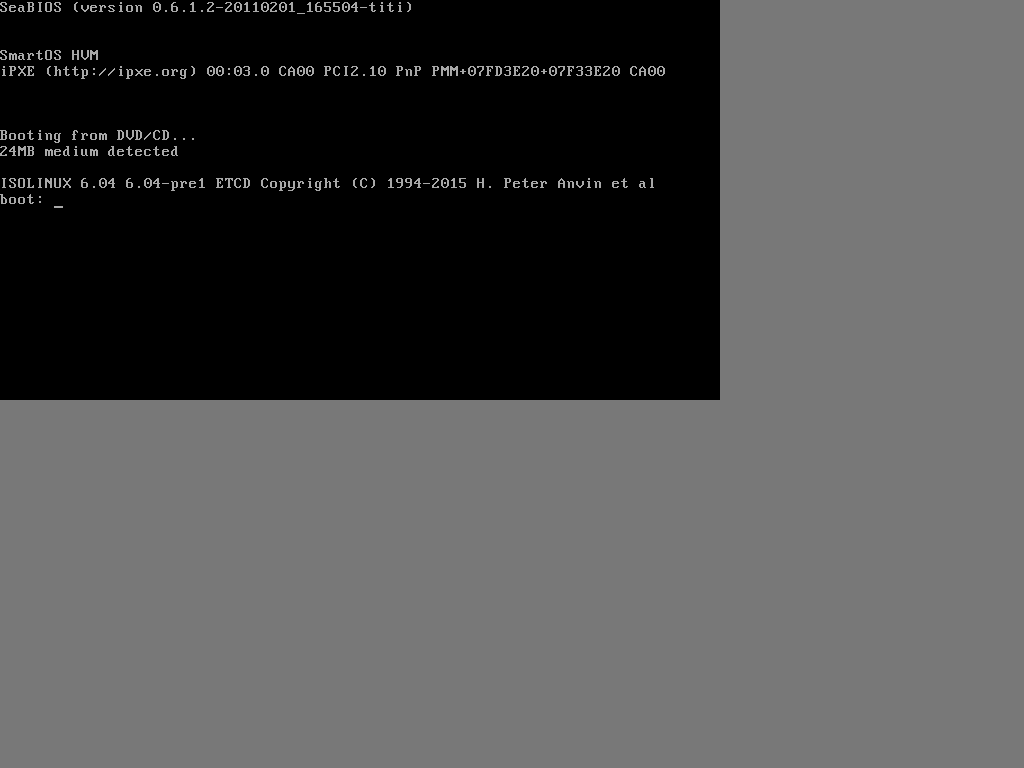 SeaBIOS (version 0.6.1.2-20110201_165504-titi)
SmartOS HVM
iPXE (http://ipxe.org) 00:03.0 CA00 PCI2.10 PnP PMM+07FD3E20+07F33E20 CA00
Booting from DVD/CD...
24MB medium detected
ISOLINUX 6.04 6.04-pre1 ETCD Copyright (C) 1994-2015 H. Peter Anvin et al
boot: _